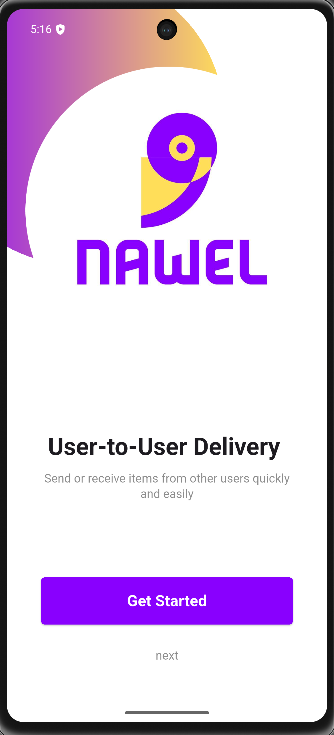 5:16
NAWEL
User-to-User Delivery
Send or receive items from other users quickly
and easily
Get Started
next